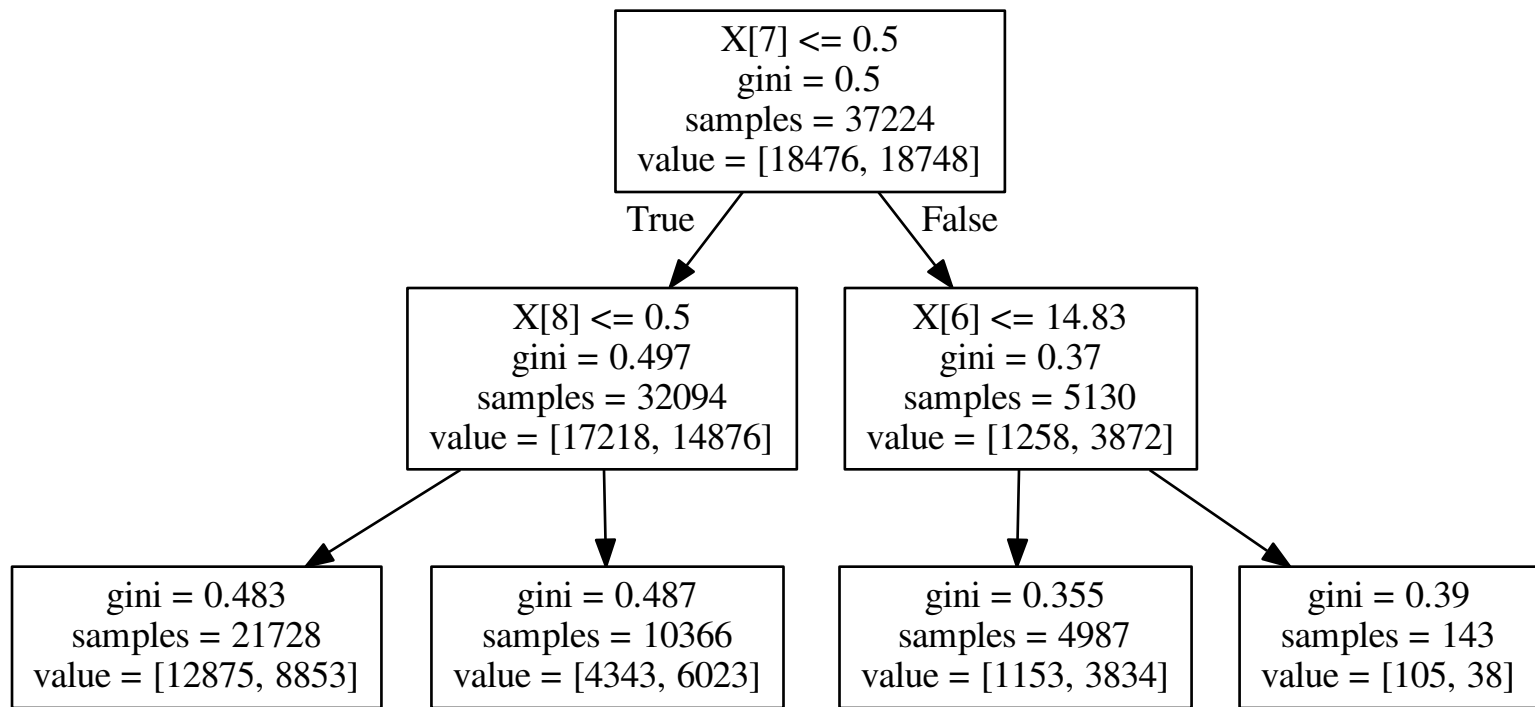 X[7] <= 0.5
gini = 0.5
samples = 37224
value = [18476, 18748]
True
False
X[8] <= 0.5
gini = 0.497
samples = 32094
value = [17218, 14876]
X[6] <= 14.83
gini = 0.37
samples = 5130
value = [1258, 3872]
gini = 0.483
samples = 21728
value = [12875, 8853]
gini = 0.487
samples = 10366
value = [4343, 6023]
gini = 0.355
samples = 4987
value = [1153, 3834]
gini = 0.39
samples = 143
value = [105, 38]